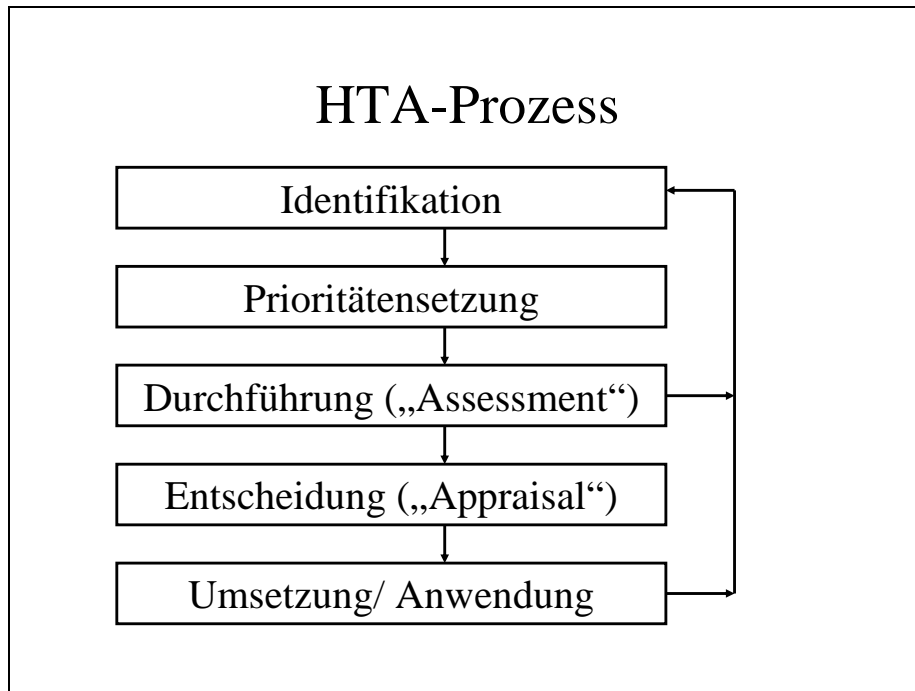 HTA-Prozess
Identifikation
Prioritätensetzung
Durchführung („Assessment“)
Entscheidung („Appraisal“)
Umsetzung/ Anwendung